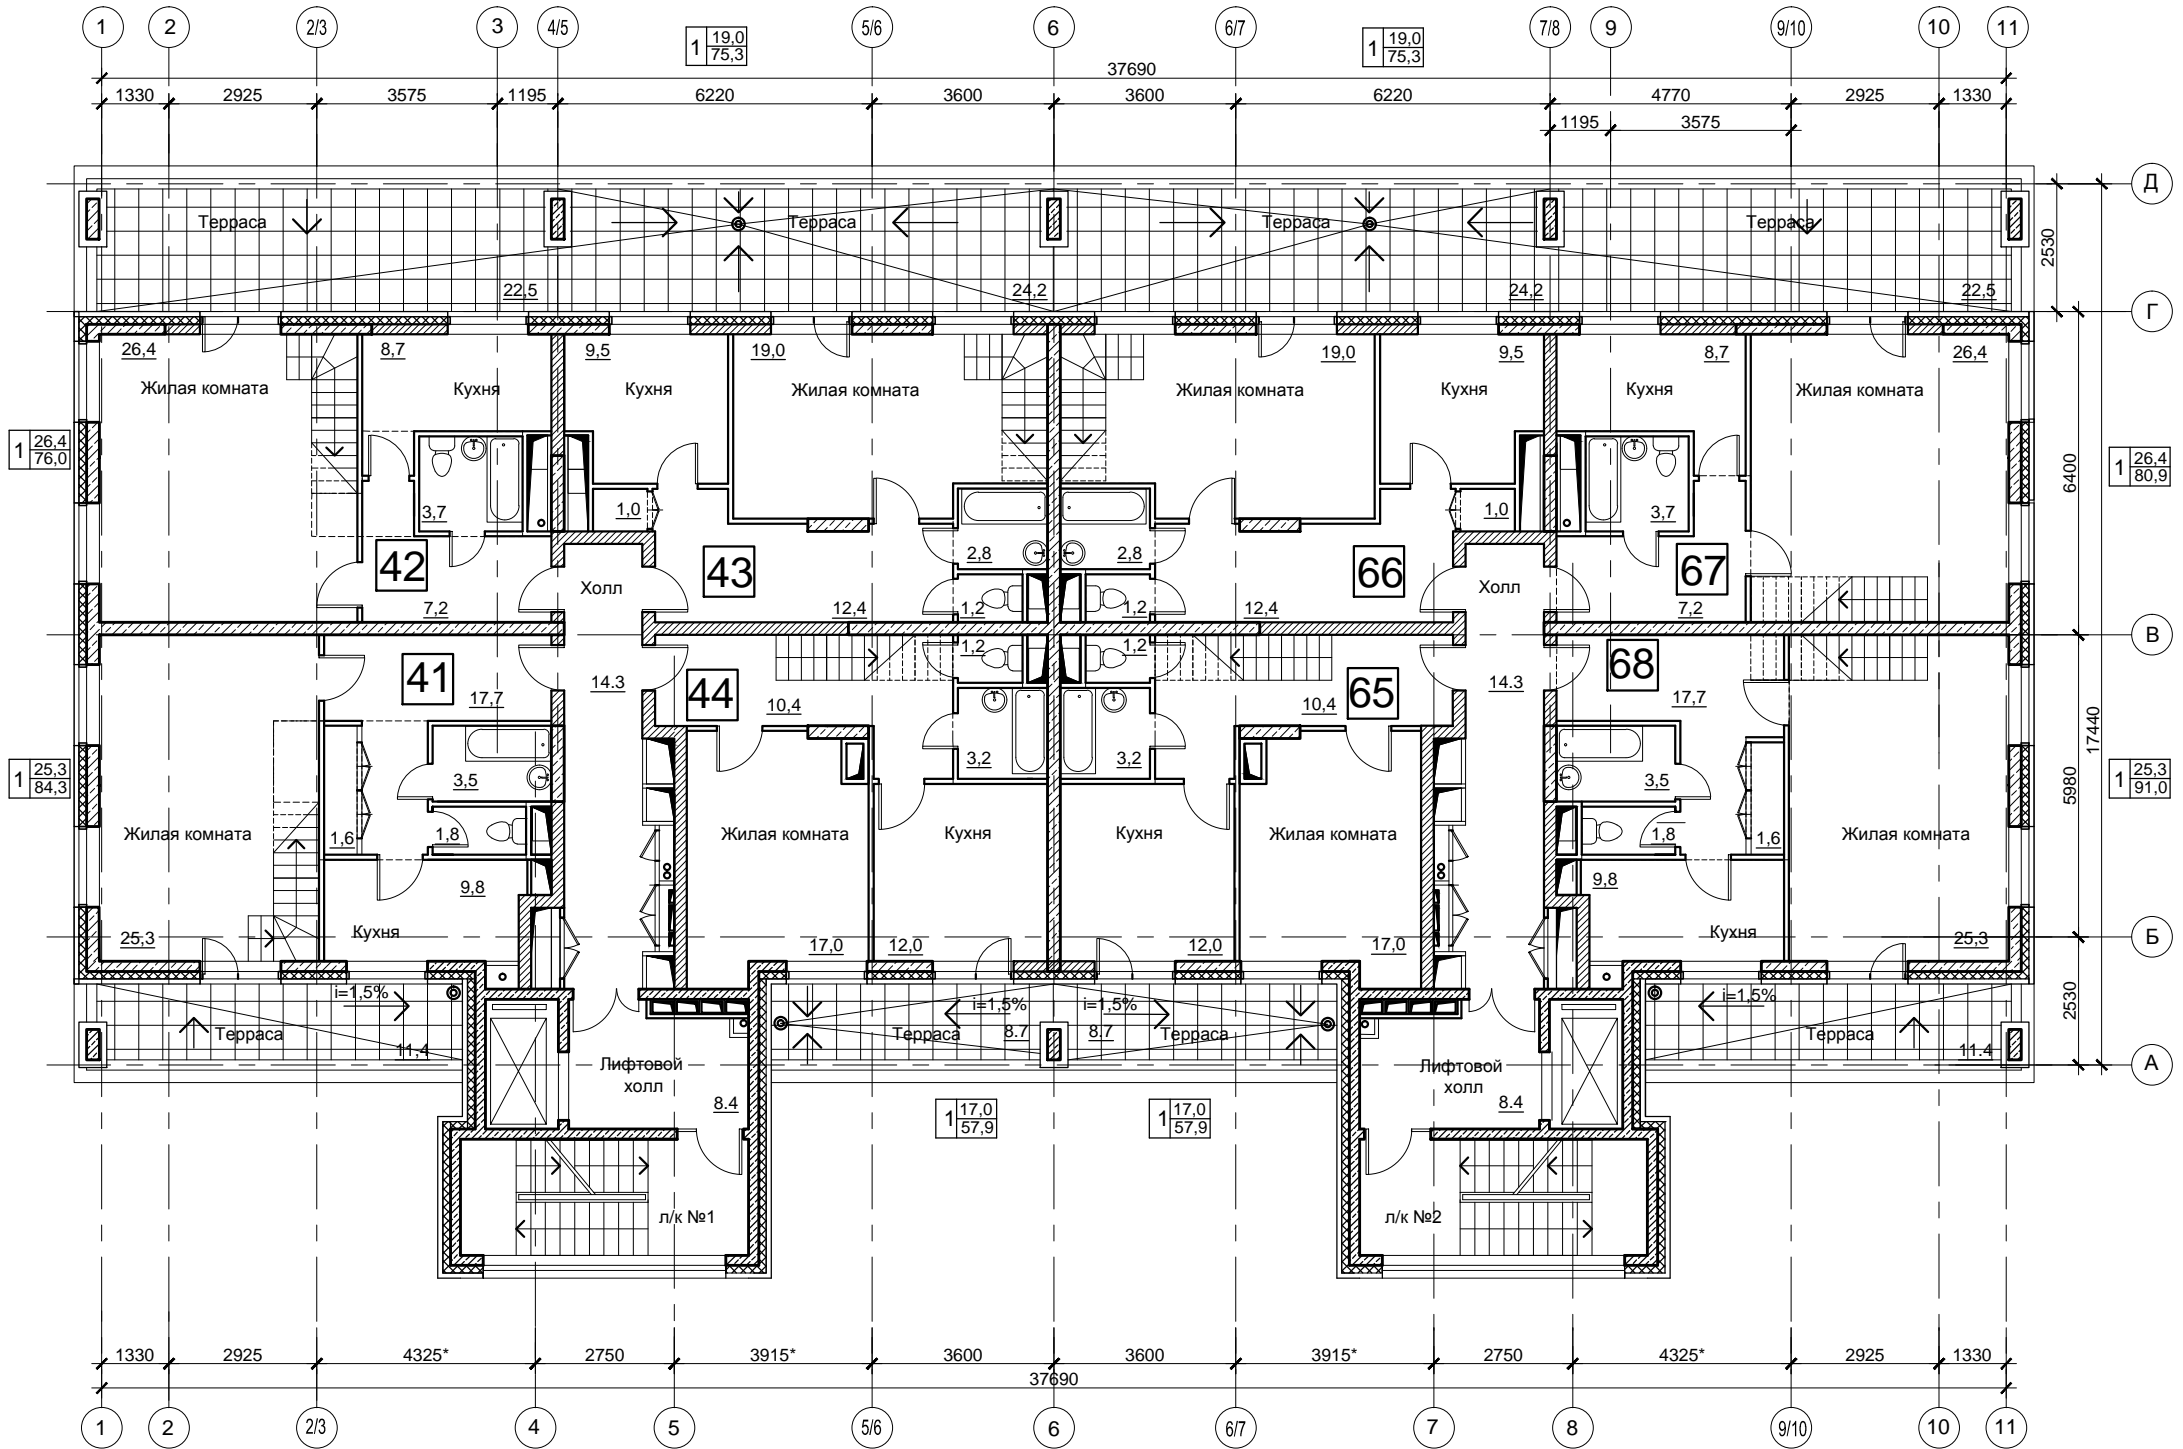 1 2 2/3 3 4/5 5/6 6 6/7 7/8 9 9/10 10 11
1 19,0 75,3
1 19,0 75,3
37690
1330 2925 3575 1195 6220 3600 3600 6220 4770 2925 1330
1195 3575
Д
Терраса Терраса Терраса Терраса
2530
22,5 24,2 24,2 22,5
Г
26,4 8,7 9,5 19,0 19,0 9,5 8,7 26,4
Жилая комната Кухня Кухня Жилая комната Жилая комната Кухня Кухня Жилая комната
1 26,4 76,0
1 26,4 80,9
6400
3,7 1,0 1,0 3,7
2,8 2,8
42 43 66 67
Холл Холл
7,2 12,4 1,2 1,2 12,4 7,2
В
1,2 1,2
41 44 65 68
17,7 14.3 10,4 10,4 14.3 17,7
17440
3,2 3,2
3,5 3,5
1 25,3 84,3
1 25,3 91,0
5980
Жилая комната 1,6 1,8 Жилая комната Кухня Кухня Жилая комната 1,8 1,6 Жилая комната
9,8 9,8
Кухня Кухня
25,3 17,0 12,0 12,0 17,0 25,3
Б
i=1,5% i=1,5% i=1,5% i=1,5%
2530
Терраса Терраса 8.7 8.7 Терраса Терраса
11,4 11.4
А
Лифтовой
холл
Лифтовой
холл
8.4 8.4
1 17,0 57,9
1 17,0 57,9
л/к №1 л/к №2
1330 2925 4325* 2750 3915* 3600 3600 3915* 2750 4325* 2925 1330
37690
1 2 2/3 4 5 5/6 6 6/7 7 8 9/10 10 11